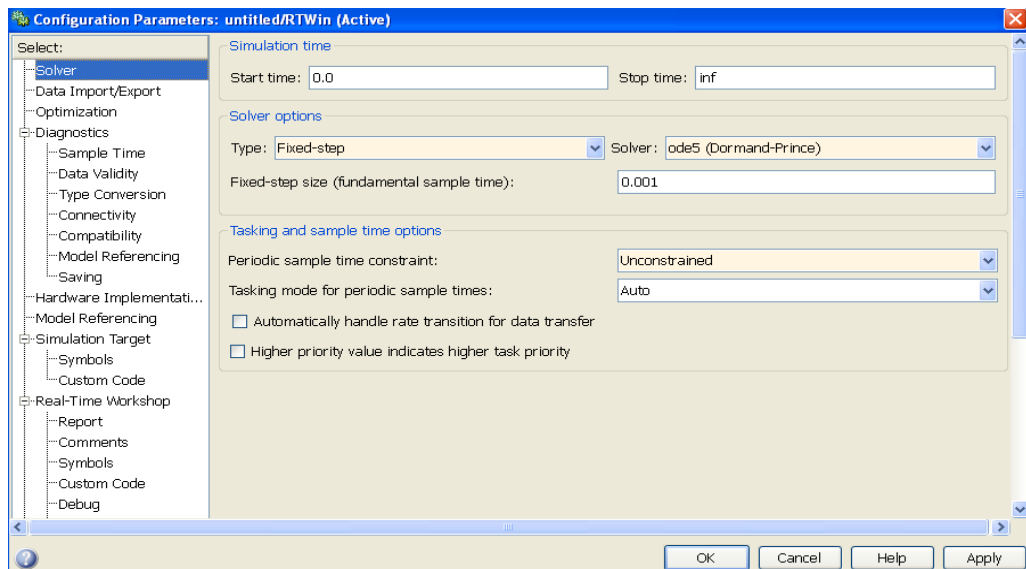 Configuration Parameters: untitled/RTWin (Active)
Select:
Solver
Data Import/Export
Optimization
Diagnostics
Sample Time
Data Validity
Type Conversion
Connectivity
Compatibility
Model Referencing
Saving
Hardware Implementati...
Model Referencing
Simulation Target
Symbols
Custom Code
Real-Time Workshop
Report
Comments
Symbols
Custom Code
Debug
Simulation time
Start time: 0.0 Stop time: inf
Solver options
Type: Fixed-step Solver: ode5 (Dormand-Prince)
Fixed-step size (fundamental sample time): 0.001
Tasking and sample time options
Periodic sample time constraint: Unconstrained
Tasking mode for periodic sample times: Auto
Automatically handle rate transition for data transfer
Higher priority value indicates higher task priority
OK Cancel Help Apply